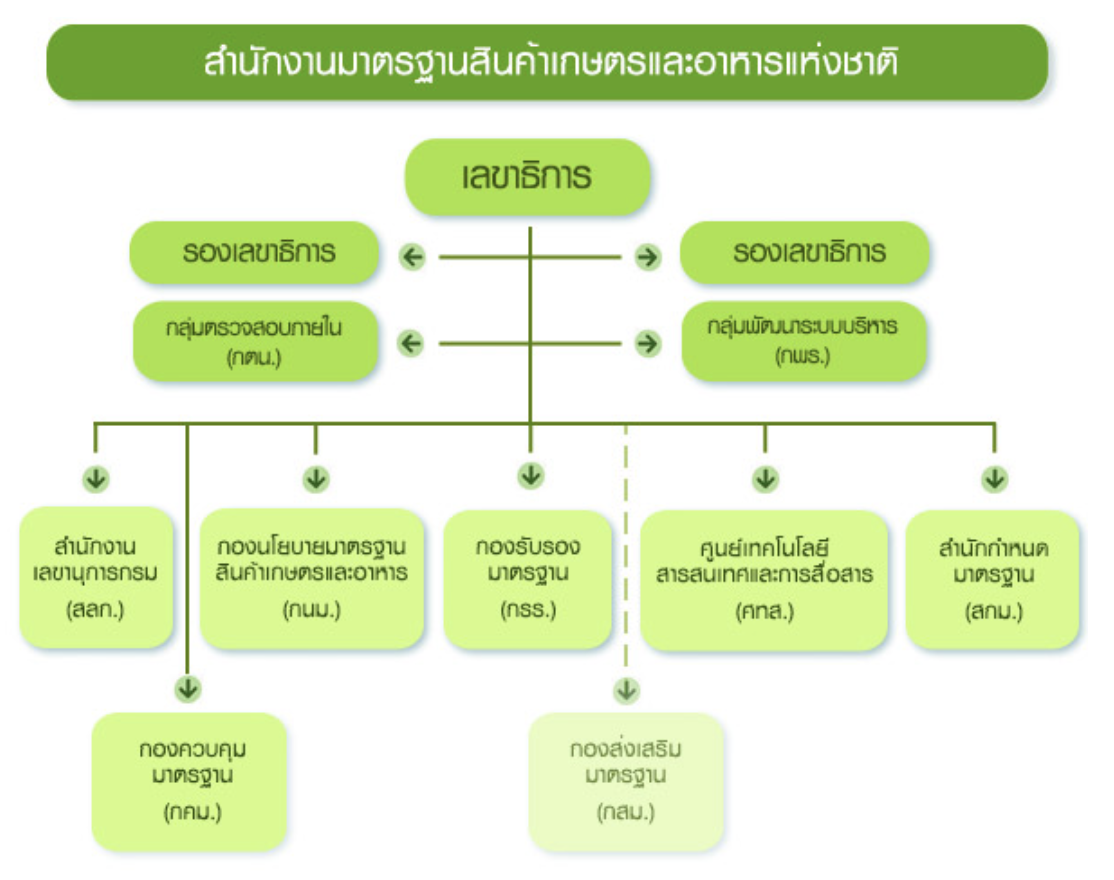 สำนักงานมาตรฐานสินค้าเกษตรและอาหารแห่งชาติ
เลขาธิการ
รองเลขาธิการ
รองเลขาธิการ
กลุ่มตรวจสอบภายใน
(กตน.)
กลุ่มพัฒนาระบบบริหาร
(กพร.)
สำนักงาน
เลขานุการกรม
(สลก.)
กองนโยบายมาตรฐาน
สินค้าเกษตรและอาหาร
(กนม.)
กองรับรอง
มาตรฐาน
(กรร.)
ศูนย์เทคโนโลยี
สารสนเทศและการสื่อสาร
(ศทส.)
สำนักกำหนด
มาตรฐาน
(สกม.)
กองควบคุม
มาตรฐาน
(กคม.)
กองส่งเสริม
มาตรฐาน
(กสม.)